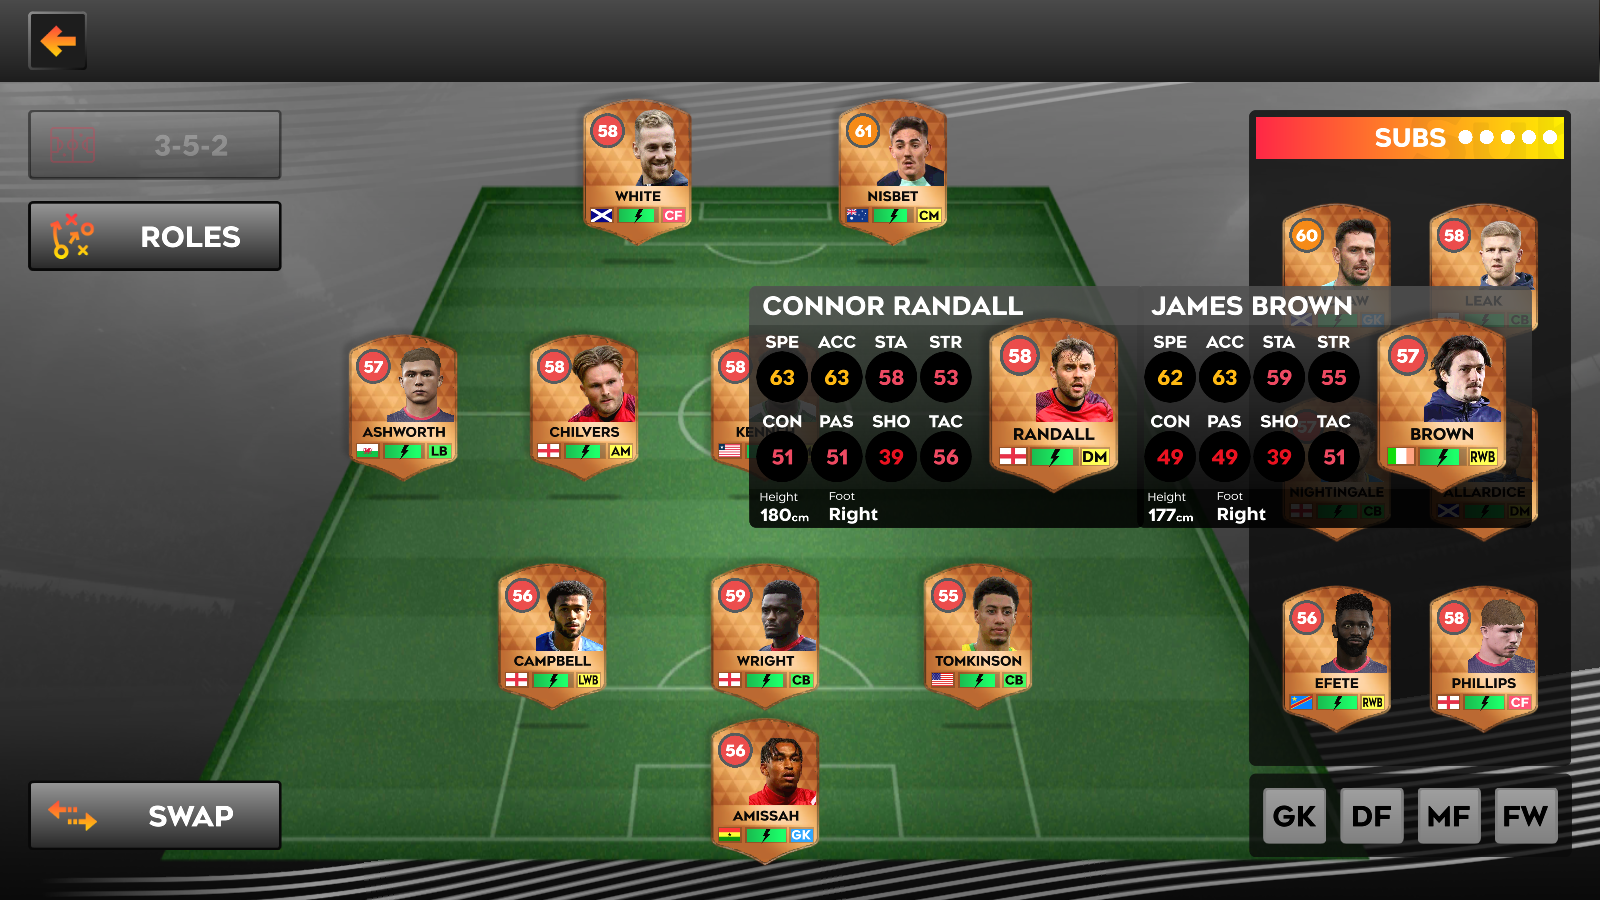 3-5-2
ROLES
SWAP
58
WHITE
CF
61
NISBET
CM
57
ASHWORTH
LB
58
CHILVERS
AM
58
CONNOR RANDALL
SPE ACC STA STR
63 63 58 53
CON PAS SHO TAC
51 51 39 56
Height Foot
180cm Right
58
RANDALL
DM
JAMES BROWN
SPE ACC STA STR
62 63 59 55
CON PAS SHO TAC
49 49 39 51
Height Foot
177cm Right
57
BROWN
RWB
56
CAMPBELL
LWB
59
WRIGHT
CB
55
TOMKINSON
CB
56
AMISSAH
GK
SUBS
60
GK
58
LEAK
CB
57
NIGHTINGALE
CB
ALLARDICE
DM
56
EFETE
RWB
58
PHILLIPS
CF
GK DF MF FW